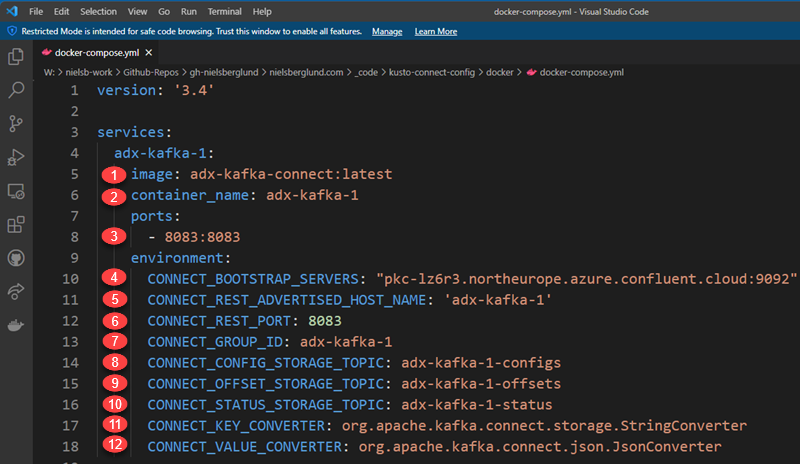 File Edit Selection View Go Run Terminal Help docker-compose.yml - Visual Studio Code
Restricted Mode is intended for safe code browsing. Trust this window to enable all features. Manage Learn More
docker-compose.yml
W: > nielsb-work > Github-Repos > gh-nielsberglund > nielsberglund.com > _code > kusto-connect-config > docker > docker-compose.yml
1 version: '3.4'
2
3 services:
4 adx-kafka-1:
5 1 image: adx-kafka-connect:latest
6 2 container_name: adx-kafka-1
7 ports:
8 3 - 8083:8083
9 environment:
10 4 CONNECT_BOOTSTRAP_SERVERS: "pkc-lz6r3.northeurope.azure.confluent.cloud:9092"
11 5 CONNECT_REST_ADVERTISED_HOST_NAME: 'adx-kafka-1'
12 6 CONNECT_REST_PORT: 8083
13 7 CONNECT_GROUP_ID: adx-kafka-1
14 8 CONNECT_CONFIG_STORAGE_TOPIC: adx-kafka-1-configs
15 9 CONNECT_OFFSET_STORAGE_TOPIC: adx-kafka-1-offsets
16 10 CONNECT_STATUS_STORAGE_TOPIC: adx-kafka-1-status
17 11 CONNECT_KEY_CONVERTER: org.apache.kafka.connect.storage.StringConverter
18 12 CONNECT_VALUE_CONVERTER: org.apache.kafka.connect.json.JsonConverter